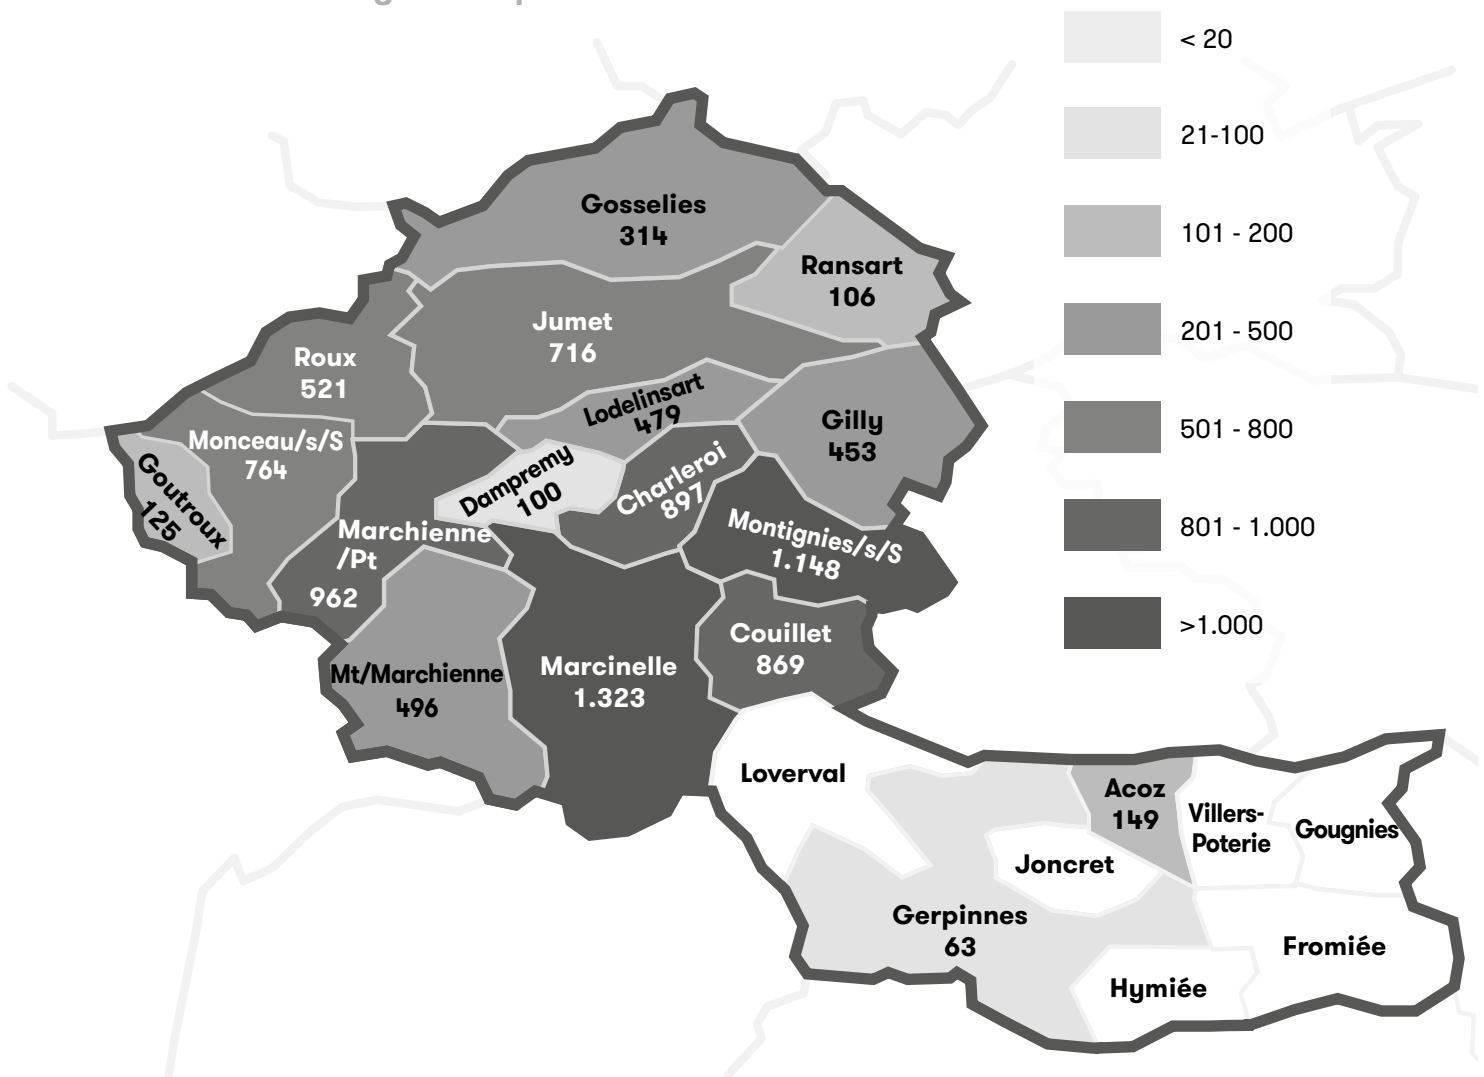 < 20
21-100
101 - 200
201 - 500
501 - 800
801 - 1.000
>1.000
Gosselies
314
Ransart
106
Jumet
716
Roux
521
Lodelinsart
479
Gilly
453
Monceau/s/S
764
Goutroux
125
Dampremy
100
Charleroi
897
Marchienne
/Pt
962
Montignies/s/S
1.148
Couillet
869
Mt/Marchienne
496
Marcinelle
1.323
Loverval
Acoz
149
Villers-
Poterie
Gougnies
Joncret
Gerpinnes
63
Fromiée
Hymiée